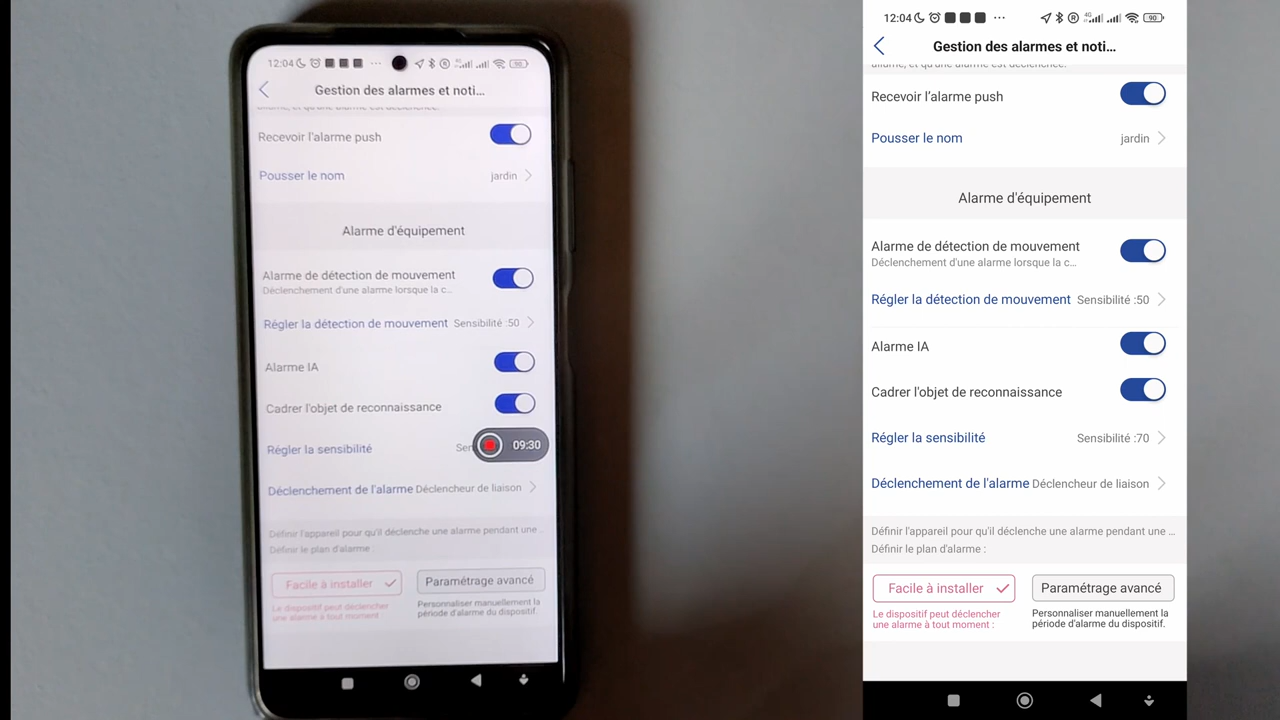 12:04
90
Gestion des alarmes et noti...
Recevoir l'alarme push
Pousser le nom
jardin
Alarme d'équipement
Alarme de détection de mouvement
Déclenchement d'une alarme lorsque la c...
Régler la détection de mouvement Sensibilité :50
Alarme IA
Cadrer l'objet de reconnaissance
Régler la sensibilité
Sen
09:30
Déclenchement de l'alarme Déclencheur de liaison
Définir l'appareil pour qu'il déclenche une alarme pendant une ...
Définir le plan d'alarme :
Facile à installer
Paramétrage avancé
Le dispositif peut déclencher
une alarme à tout moment :
Personnaliser manuellement la
période d'alarme du dispositif.
12:04
4G
90
Gestion des alarmes et noti...
Recevoir l'alarme push
Pousser le nom
jardin
Alarme d'équipement
Alarme de détection de mouvement
Déclenchement d'une alarme lorsque la c...
Régler la détection de mouvement Sensibilité :50
Alarme IA
Cadrer l'objet de reconnaissance
Régler la sensibilité
Sensibilité :70
Déclenchement de l'alarme Déclencheur de liaison
Définir l'appareil pour qu'il déclenche une alarme pendant une ...
Définir le plan d'alarme :
Facile à installer
Paramétrage avancé
Le dispositif peut déclencher
une alarme à tout moment :
Personnaliser manuellement la
période d'alarme du dispositif.